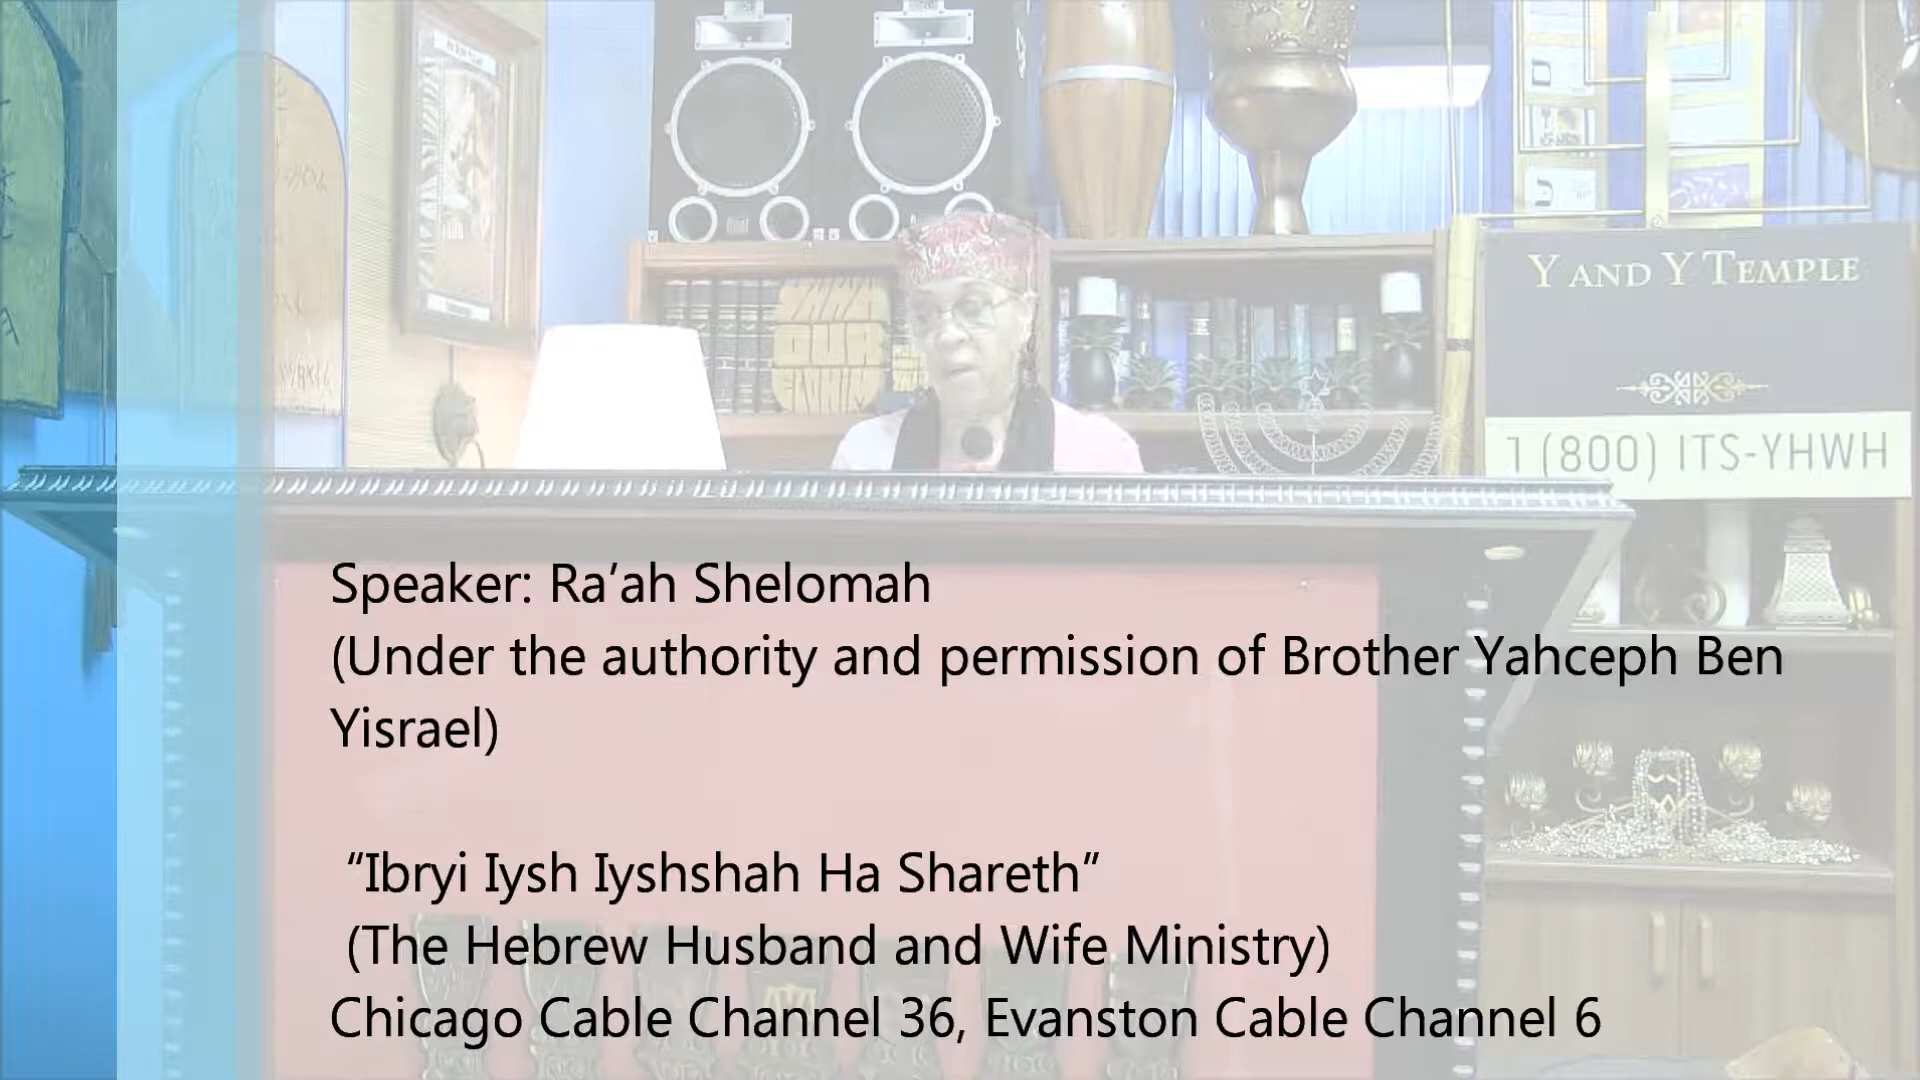 Y AND Y TEMPLE
1 (800) ITS-YHWH
Speaker: Ra’ah Shelomah
(Under the authority and permission of Brother Yahceph Ben
Yisrael)
“Ibryi Iysh Iyshshah Ha Shareth”
(The Hebrew Husband and Wife Ministry)
Chicago Cable Channel 36, Evanston Cable Channel 6